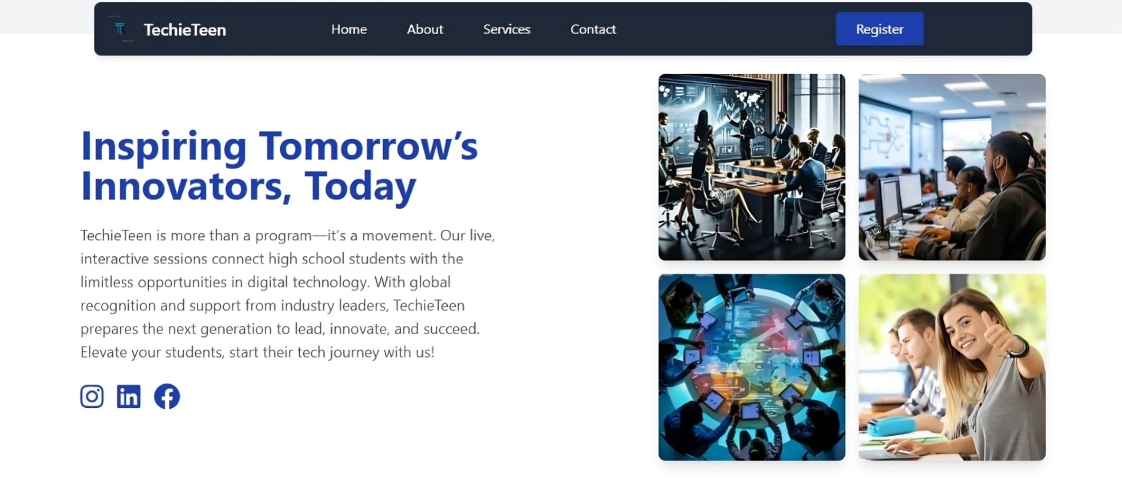 TechieTeen
Home
About
Services
Contact
Register
Inspiring Tomorrow’s
Innovators, Today
TechieTeen is more than a program—it's a movement. Our live,
interactive sessions connect high school students with the
limitless opportunities in digital technology. With global
recognition and support from industry leaders, TechieTeen
prepares the next generation to lead, innovate, and succeed.
Elevate your students, start their tech journey with us!